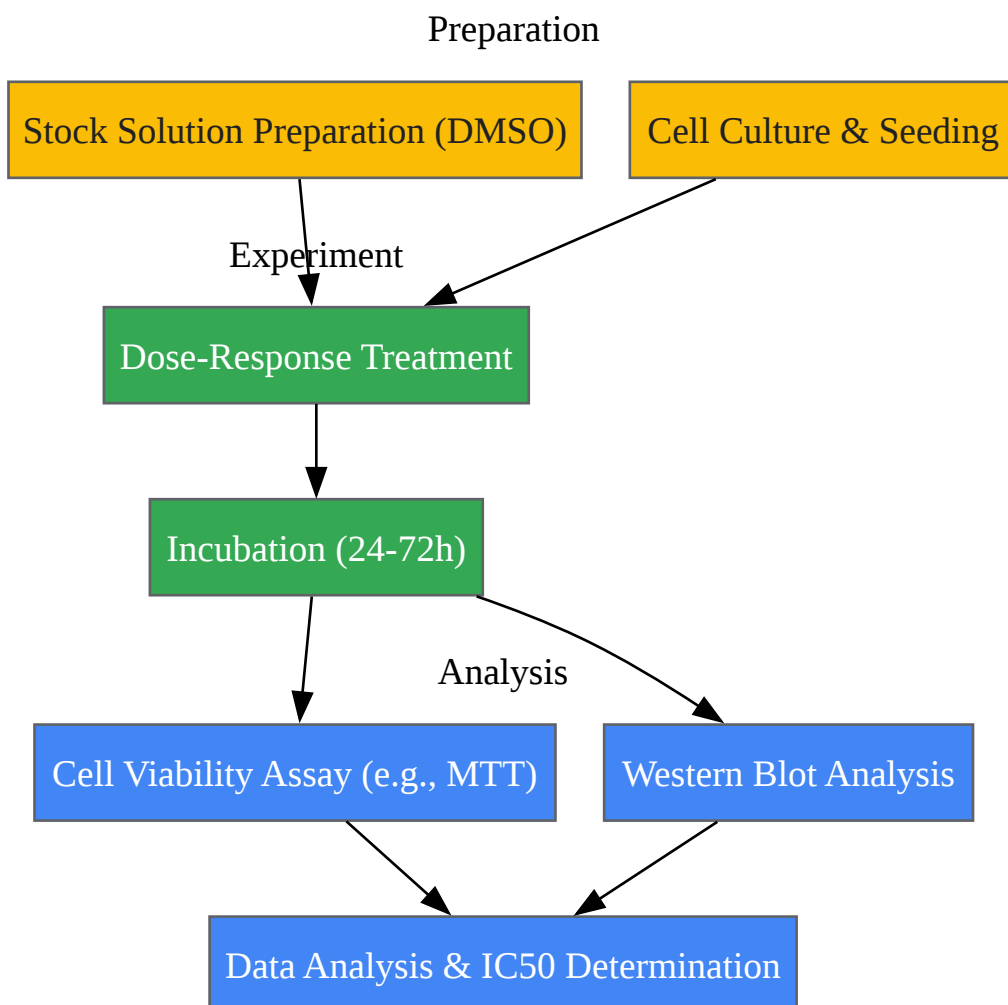 Preparation
Stock Solution Preparation (DMSO)
Cell Culture & Seeding
Experiment
Dose-Response Treatment
Incubation (24-72h)
Analysis
Cell Viability Assay (e.g., MTT)
Western Blot Analysis
Data Analysis & IC50 Determination